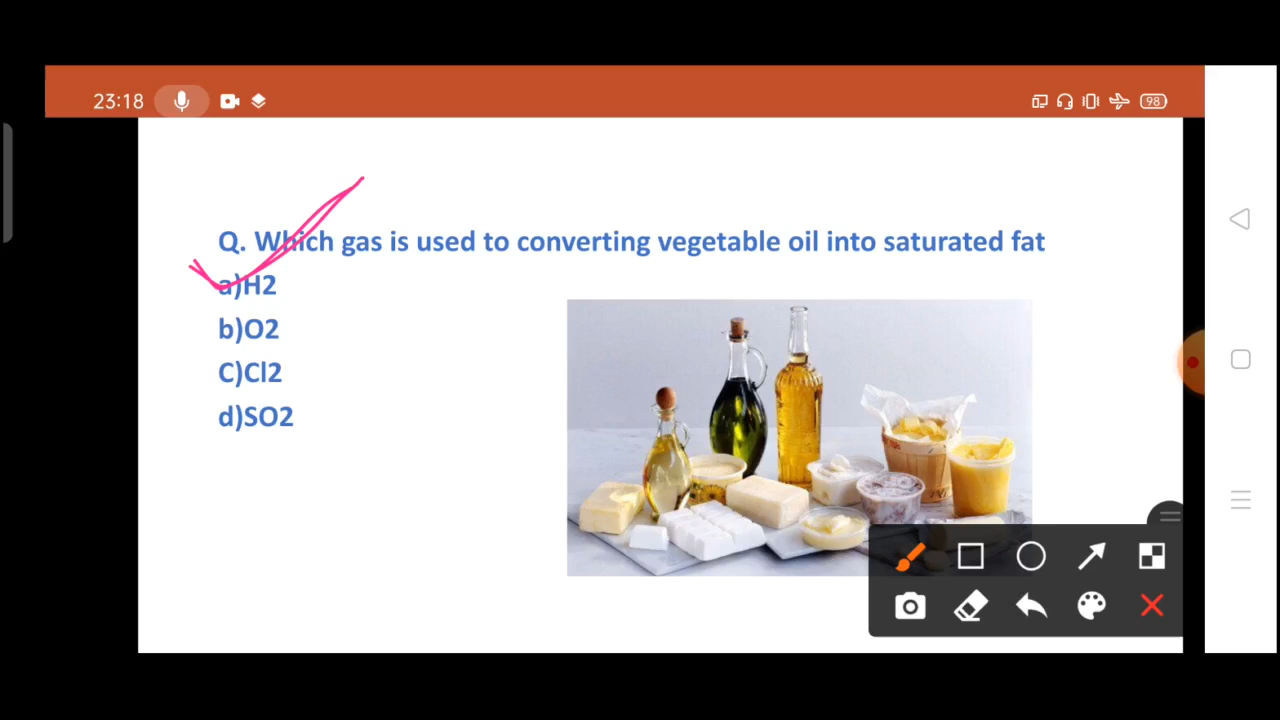 23:18
98
Q. Which gas is used to converting vegetable oil into saturated fat
a)H2
b)O2
C)Cl2
d)SO2